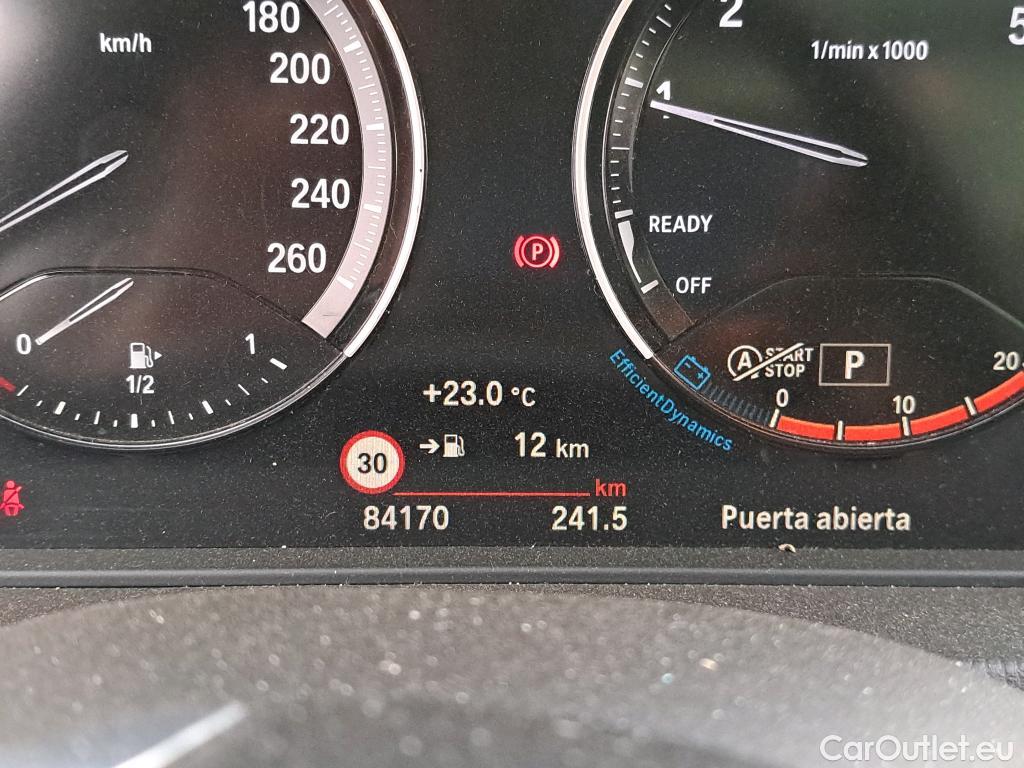 km/h
180
200
220
240
260
0
1/2
1
2
1/min x 1000
1
READY
OFF
P
A START
STOP
P
0
10
20
EfficientDynamics
+23.0 °C
30
12 km
km
84170
241.5
Puerta abierta
CarOutlet.eu